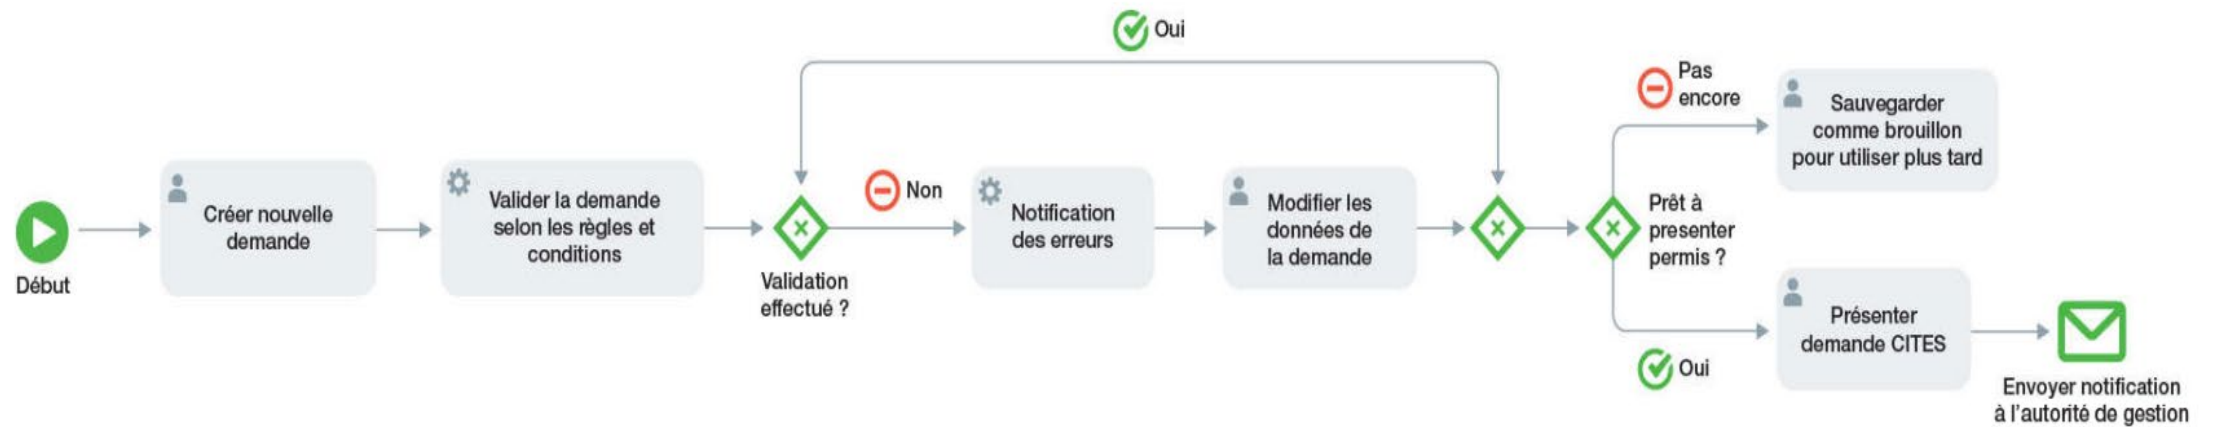 Oui
Pas
encore
Sauvegarder
comme brouillon
pour utiliser plus tard
Début
Créer nouvelle
demande
Valider la demande
selon les règles et
conditions
Validation
effectué ?
Non
Notification
des erreurs
Modifier les
données de
la demande
Prêt à
presenter
permis ?
Présenter
demande CITES
Oui
Envoyer notification
à l'autorité de gestion